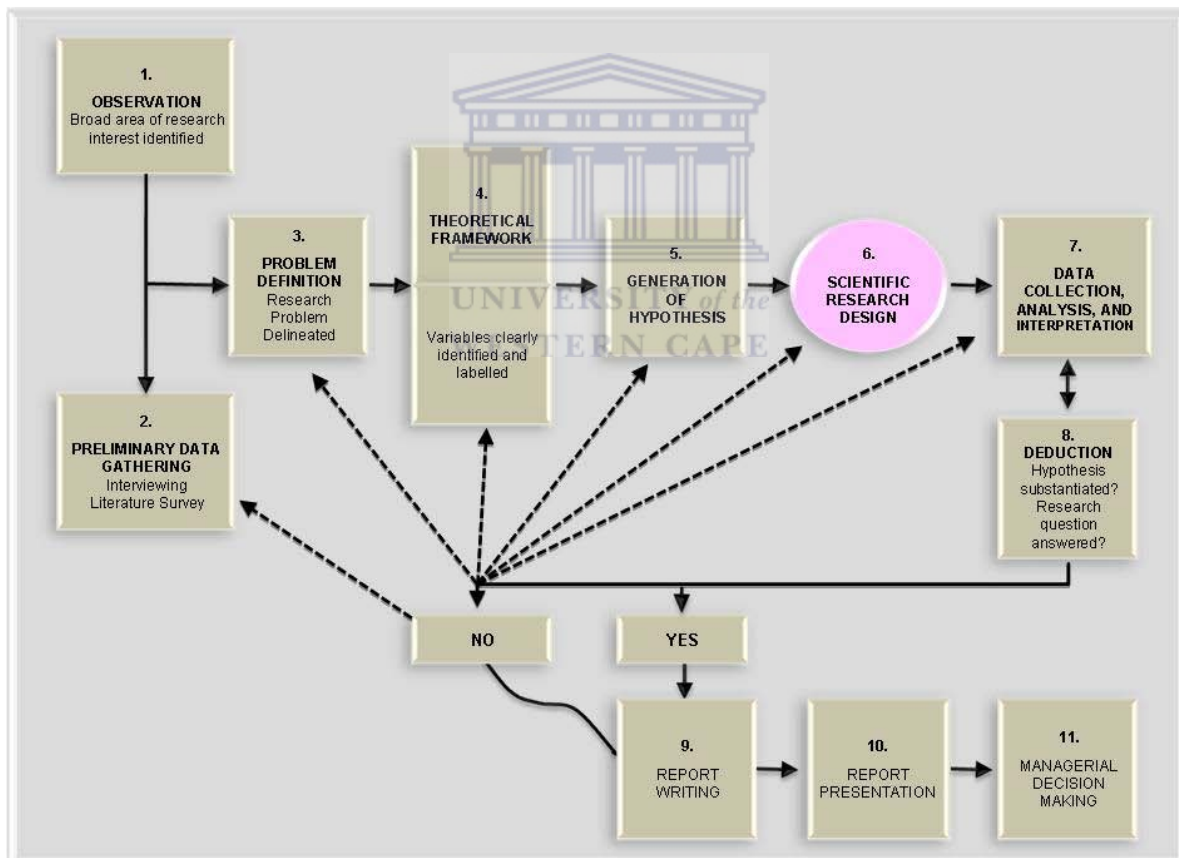 1.
OBSERVATION
Broad area of research
interest identified
2.
PRELIMINARY DATA
GATHERING
Interviewing
Literature Survey
3.
PROBLEM
DEFINITION
Research
Problem
Delineated
4.
THEORETICAL
FRAMEWORK
Variables clearly
identified and
labelled
5.
GENERATION
OF
HYPOTHESIS
6.
SCIENTIFIC
RESEARCH
DESIGN
7.
DATA
COLLECTION,
ANALYSIS, AND
INTERPRETATION
8.
DEDUCTION
Hypothesis
substantiated?
Research
question
answered?
NO
YES
9.
REPORT
WRITING
10.
REPORT
PRESENTATION
11.
MANAGERIAL
DECISION
MAKING
UNIVERSITY of the
WESTERN CAPE